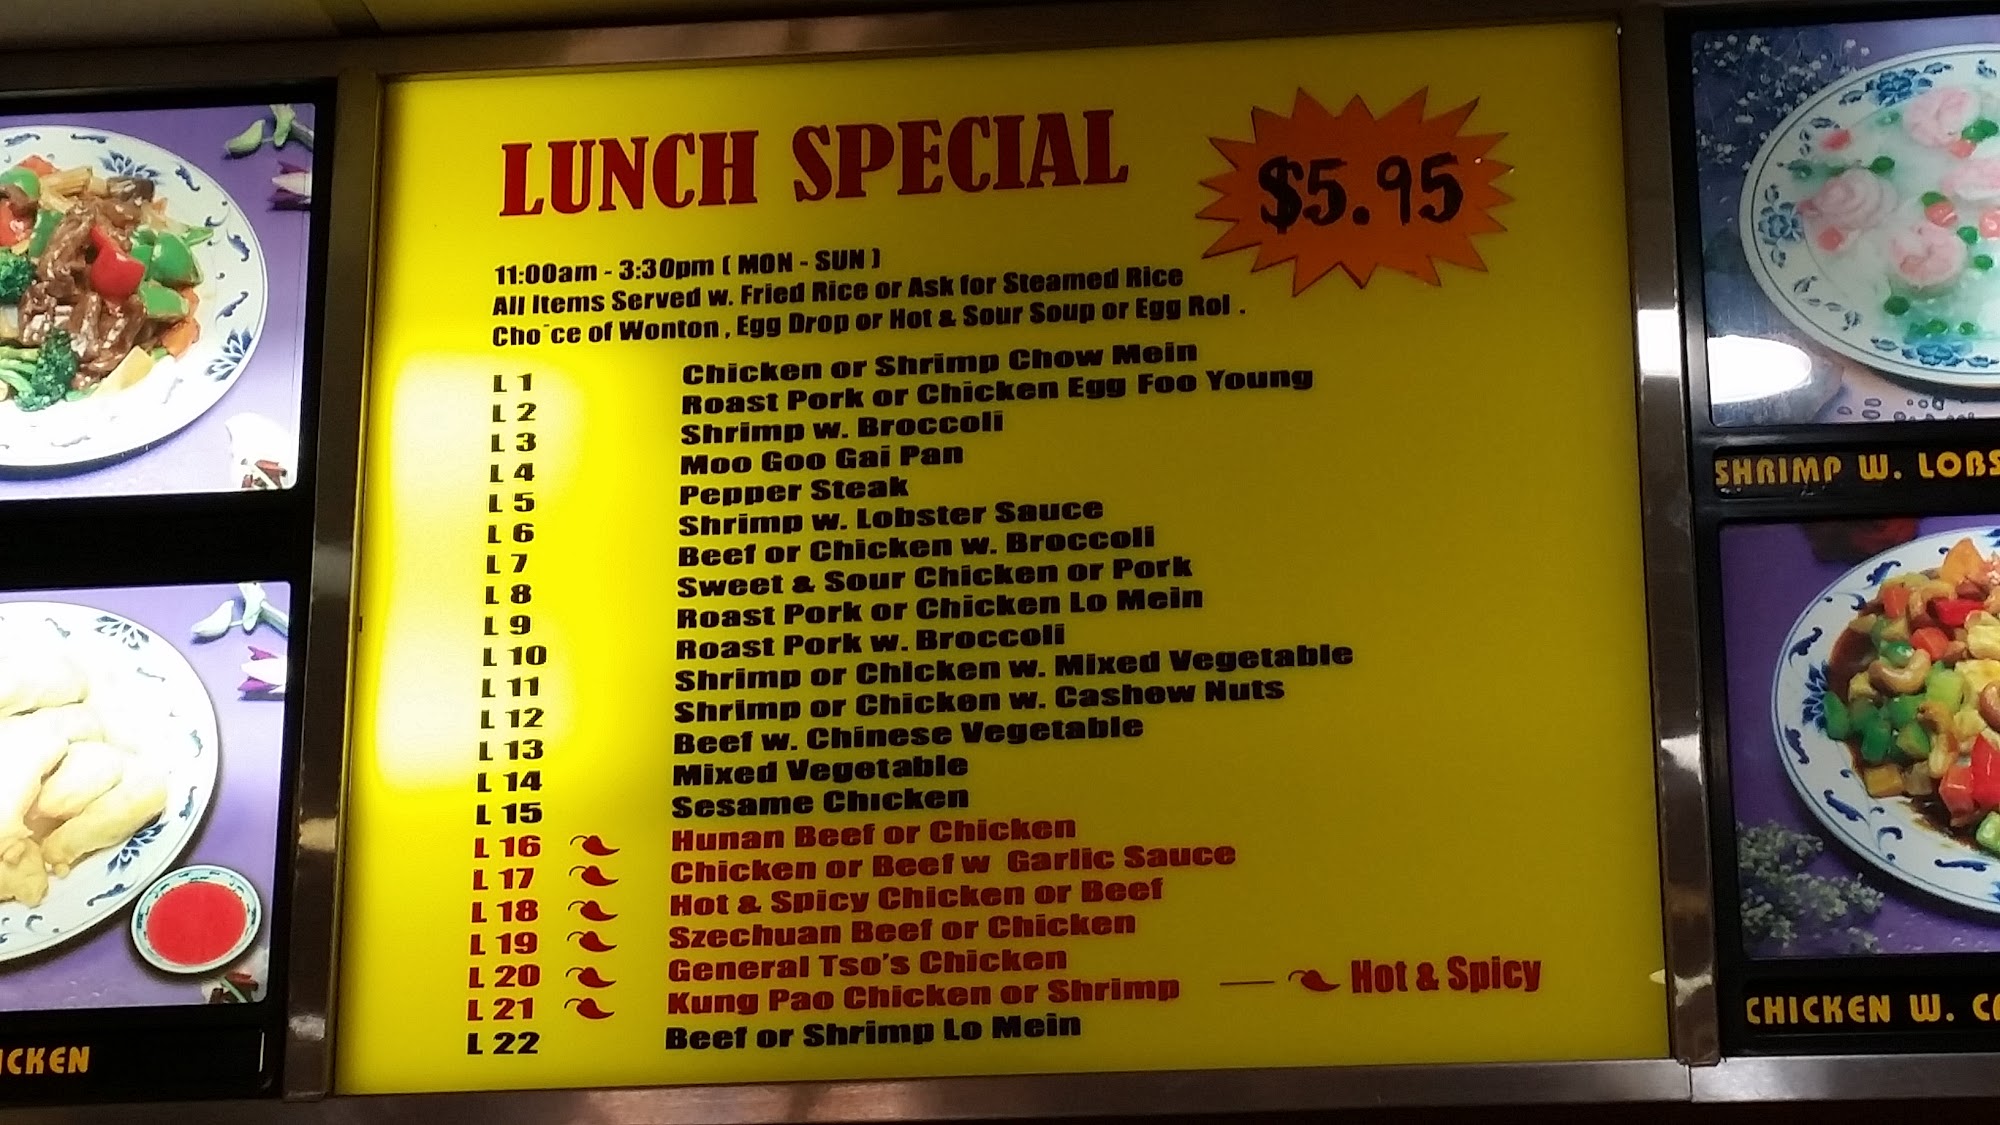 LUNCH SPECIAL
$5.95
11:00am - 3:30pm ( MON - SUN )
All Items Served w. Fried Rice or Ask for Steamed Rice
Cho ce of Wonton , Egg Drop or Hot & Sour Soup or Egg Rol .
L 1 Chicken or Shrimp Chow Mein
L 2 Roast Pork or Chicken Egg Foo Young
L 3 Shrimp w. Broccoli
L 4 Moo Goo Gai Pan
L 5 Pepper Steak
L 6 Shrimp w. Lobster Sauce
L 7 Beef or Chicken w. Broccoli
L 8 Sweet & Sour Chicken or Pork
L 9 Roast Pork or Chicken Lo Mein
L 10 Roast Pork w. Broccoli
L 11 Shrimp or Chicken w. Mixed Vegetable
L 12 Shrimp or Chicken w. Cashew Nuts
L 13 Beef w. Chinese Vegetable
L 14 Mixed Vegetable
L 15 Sesame Chicken
L 16 Hunan Beef or Chicken
L 17 Chicken or Beef w Garlic Sauce
L 18 Hot & Spicy Chicken or Beef
L 19 Szechuan Beef or Chicken
L 20 General Tso's Chicken
L 21 Kung Pao Chicken or Shrimp — Hot & Spicy
L 22 Beef or Shrimp Lo Mein
ICKEN
SHRIMP W. LOBS
CHICKEN W. CA